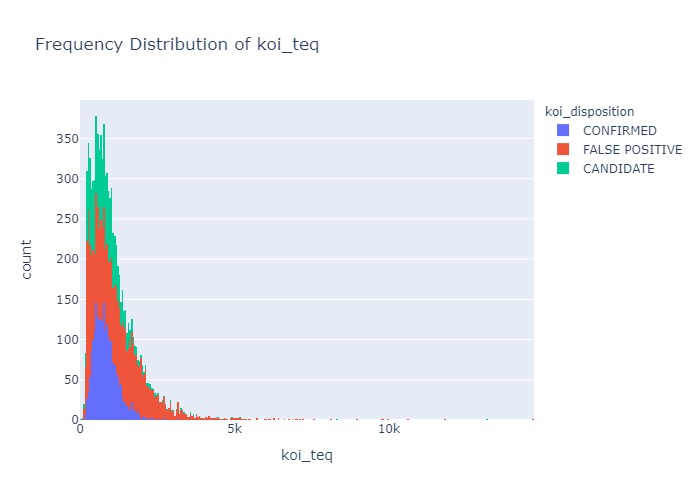 Frequency Distribution of koi_teq
koi_disposition
CONFIRMED
FALSE POSITIVE
CANDIDATE
350
300
250
200
150
100
50
0
count
0
5k
10k
koi_teq